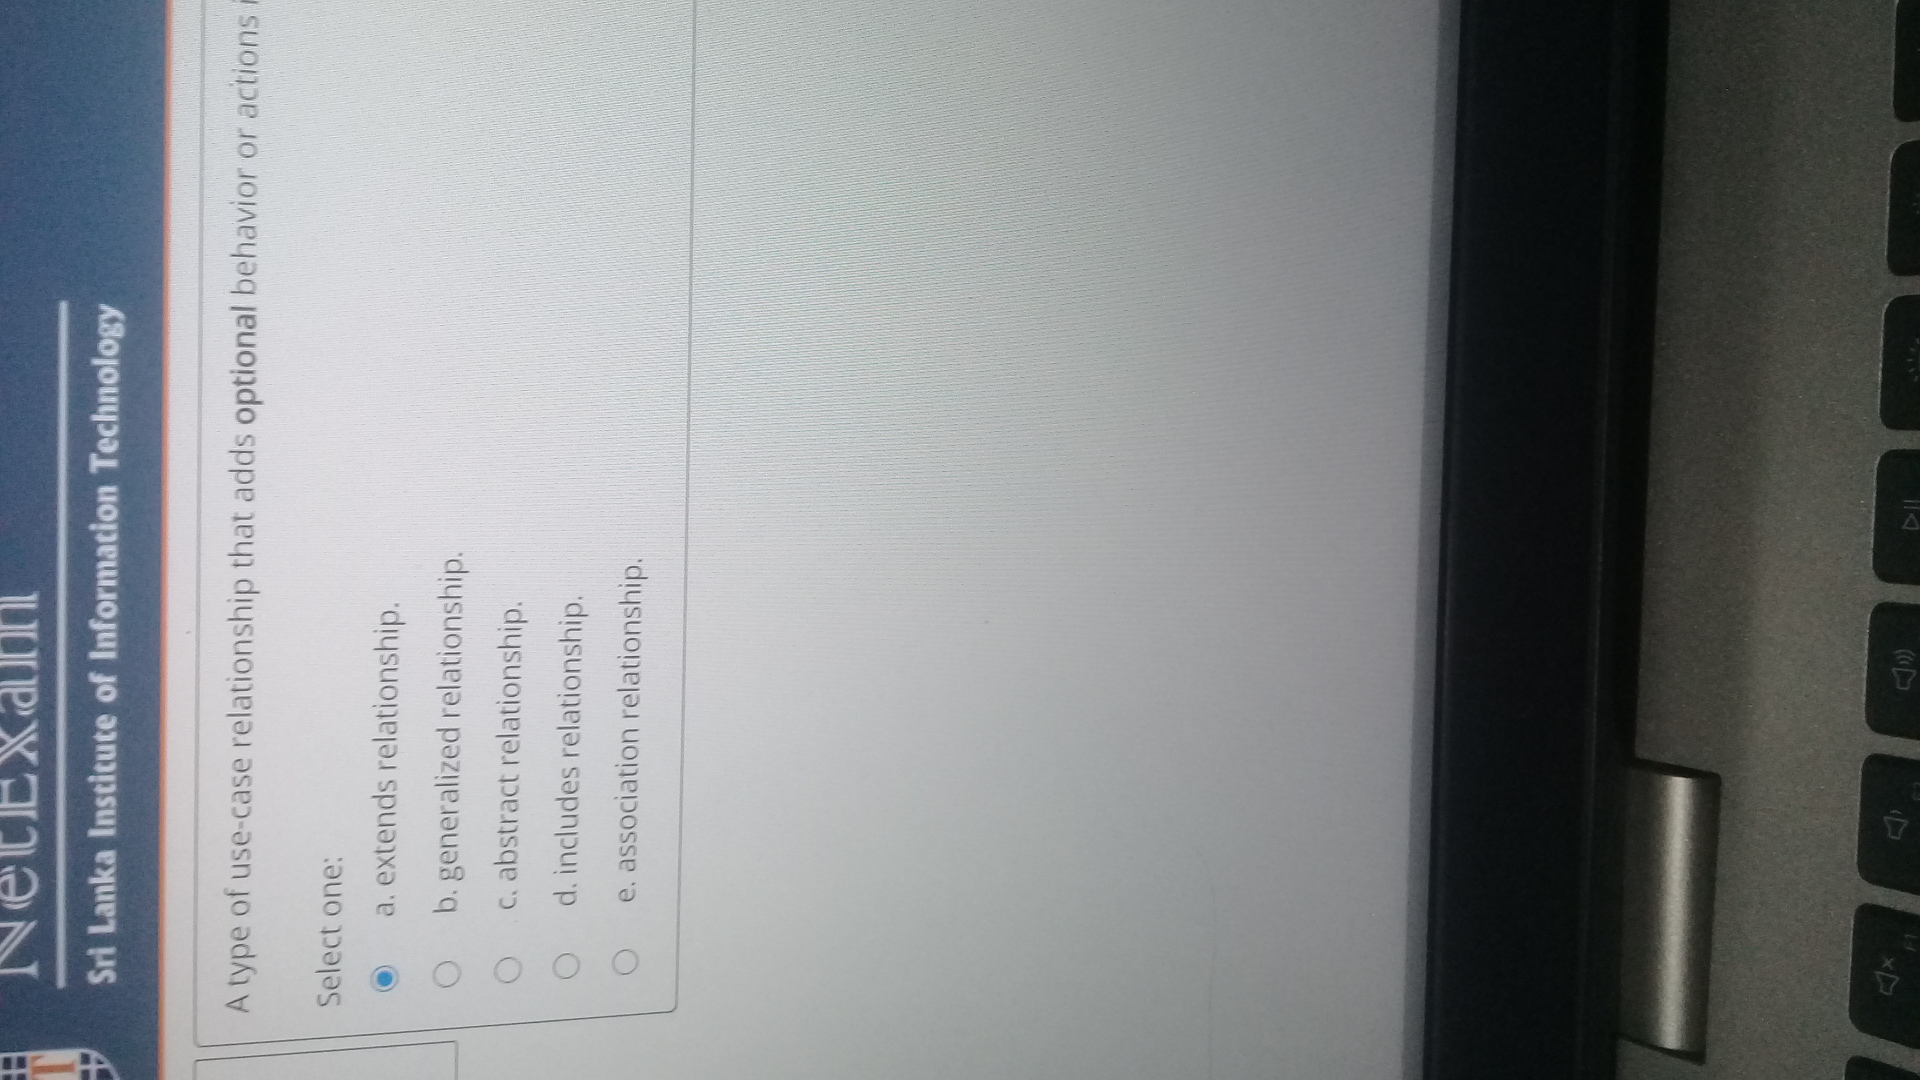 NetExam
Sri Lanka Institute of Information Technology
T
A type of use-case relationship that adds optional behavior or actions
Select one:
a. extends relationship.
b. generalized relationship.
c. abstract relationship.
d. includes relationship.
e. association relationship.
F1